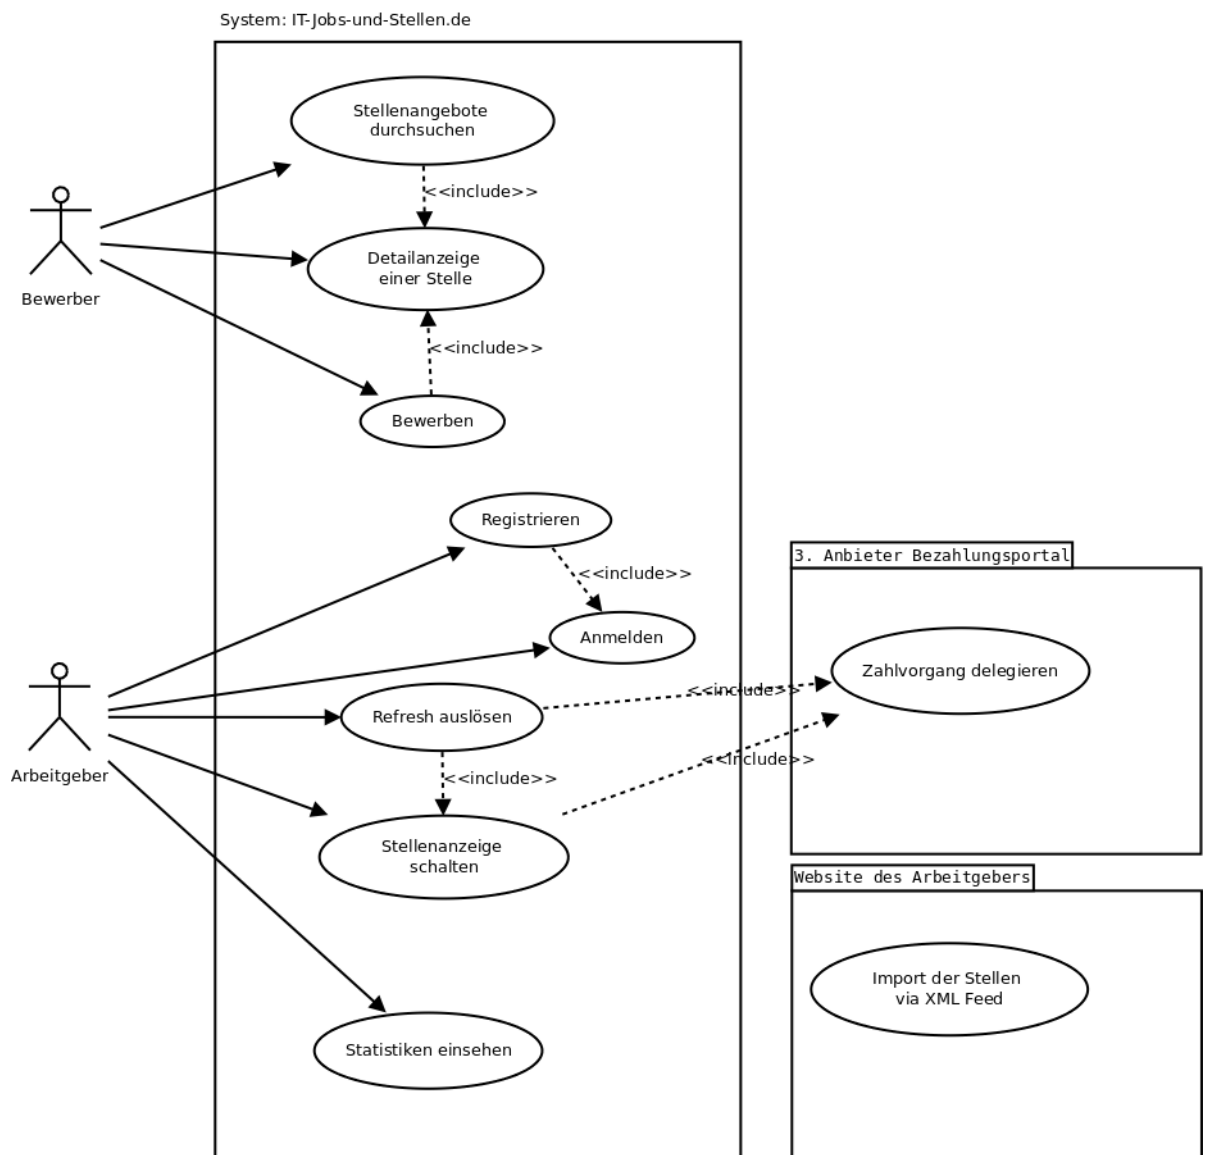 System: IT-Jobs-und-Stellen.de
Stellenangebote
durchsuchen
<<include>>
Detailanzeige
einer Stelle
Bewerber
<<include>>
Bewerben
Registrieren
3. Anbieter Bezahlungsportal
<<include>>
Anmelden
Zahlvorgang delegieren
<<include>>
Refresh auslösen
<<include>>
Arbeitgeber
<<include>>
Stellenanzeige
schalten
Website des Arbeitgebers
Import der Stellen
via XML Feed
Statistiken einsehen